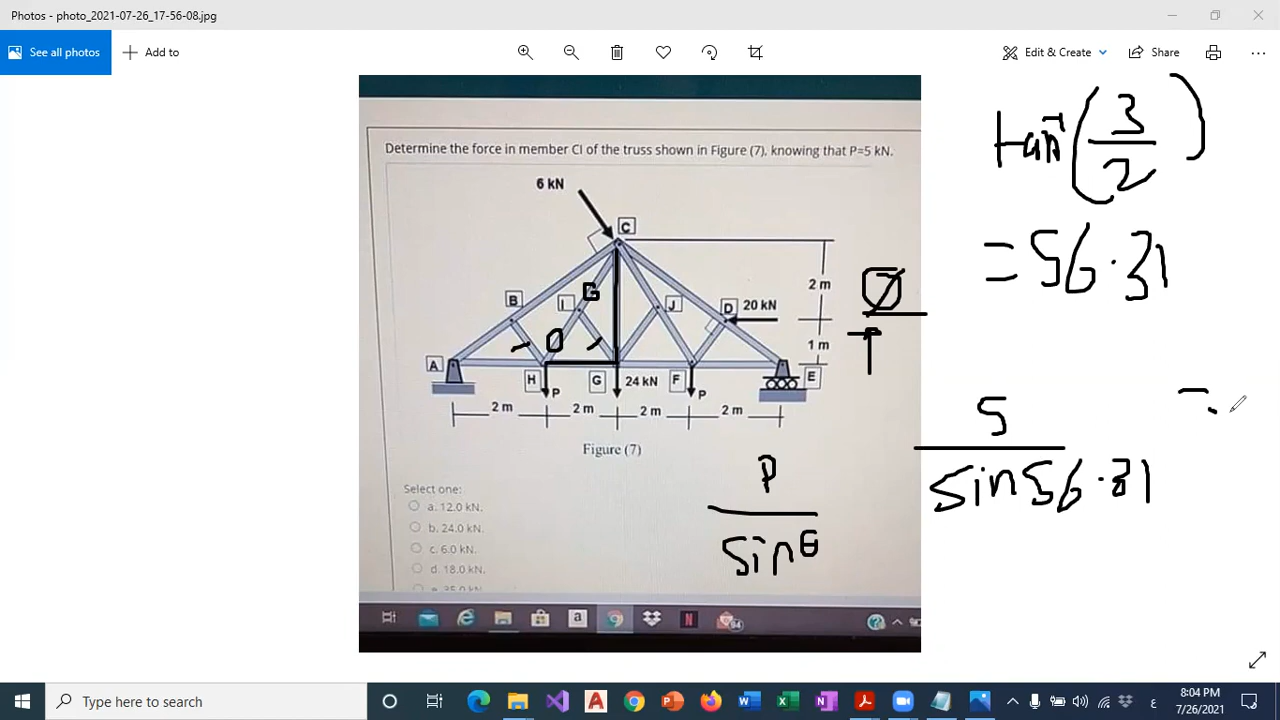 Photos - photo_2021-07-26_17-56-08.jpg
See all photos
Add to
Edit & Create
Share
Determine the force in member CI of the truss shown in Figure (7), knowing that P=5 kN.
6 kN
C
G
B
I
J
D
20 kN
2 m
1 m
A
O
H
P
G
24 kN
F
P
E
2 m
2 m
2 m
2 m
Figure (7)
Select one:
a. 12.0 kN.
b. 24.0 kN.
c. 6.0 kN.
d. 18.0 kN.
P
sin θ
tan⁻¹(3/2)
= 56.31
5
sin 56.31
Type here to search
8:04 PM
7/26/2021